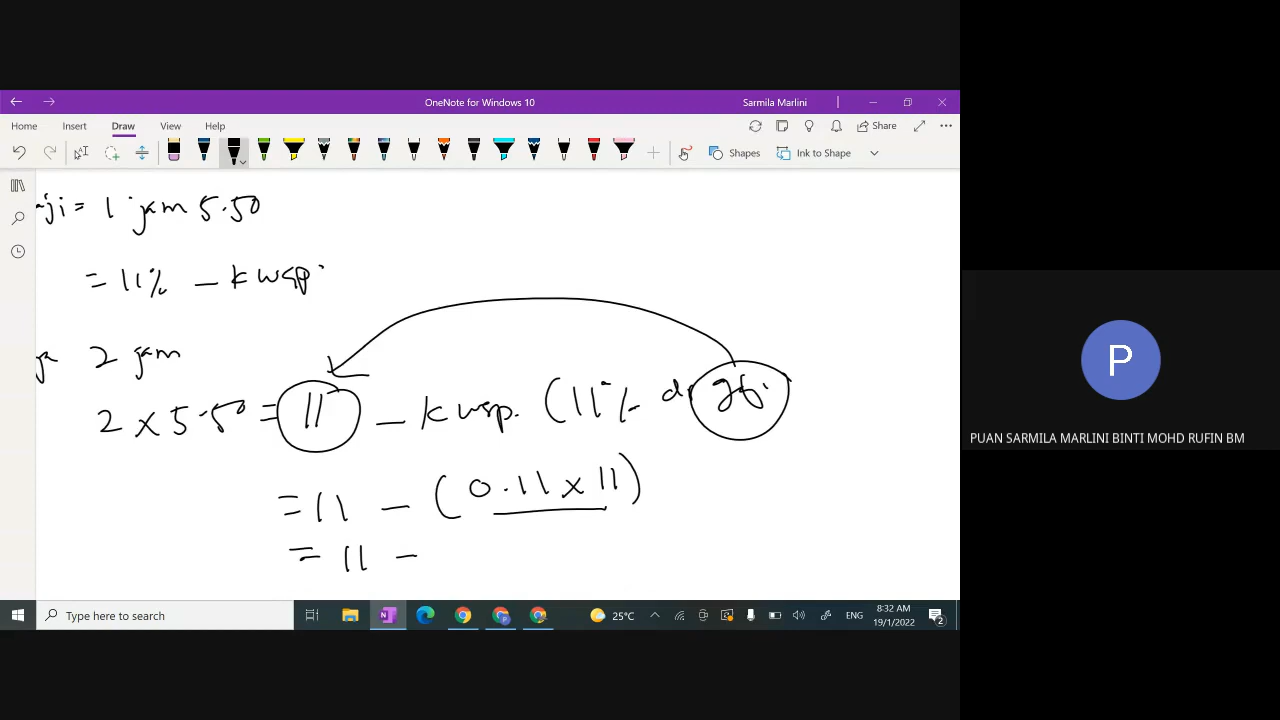 OneNote for Windows 10
Sarmila Marlini
Home Insert Draw View Help
Share
Shapes
Ink to Shape
ji = 1 jam 5.50
= 11% - kwsp
2 jam
2 x 5.50 = 11 - kwsp. (11% dr gaji
= 11 - (0.11 x 11)
= 11 -
P
PUAN SARMILA MARLINI BINTI MOHD RUFIN BM
Type here to search
25°C
ENG
8:32 AM
19/1/2022
2